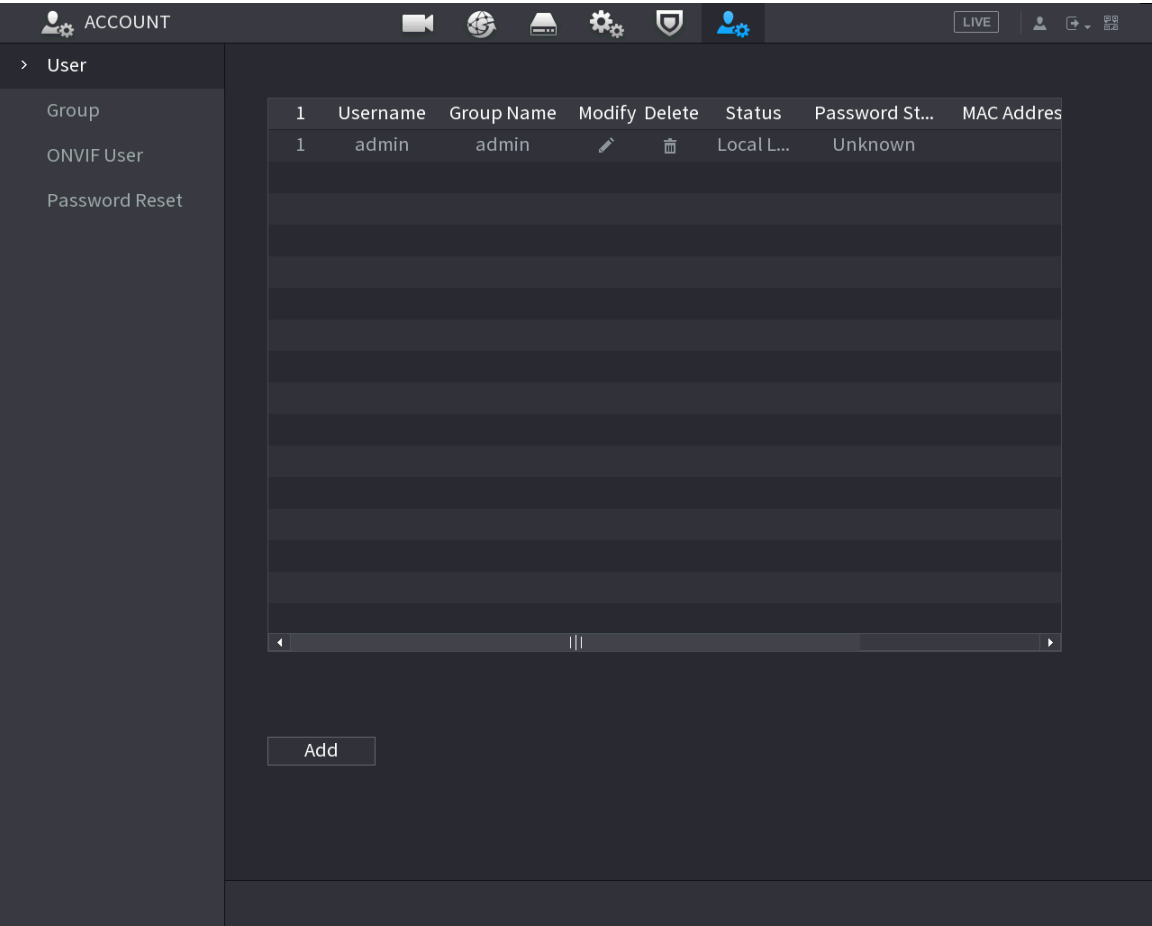 ACCOUNT LIVE
User
Group
ONVIF User
Password Reset
1 Username Group Name Modify Delete Status Password St... MAC Addres
1 admin admin Local L... Unknown
Add